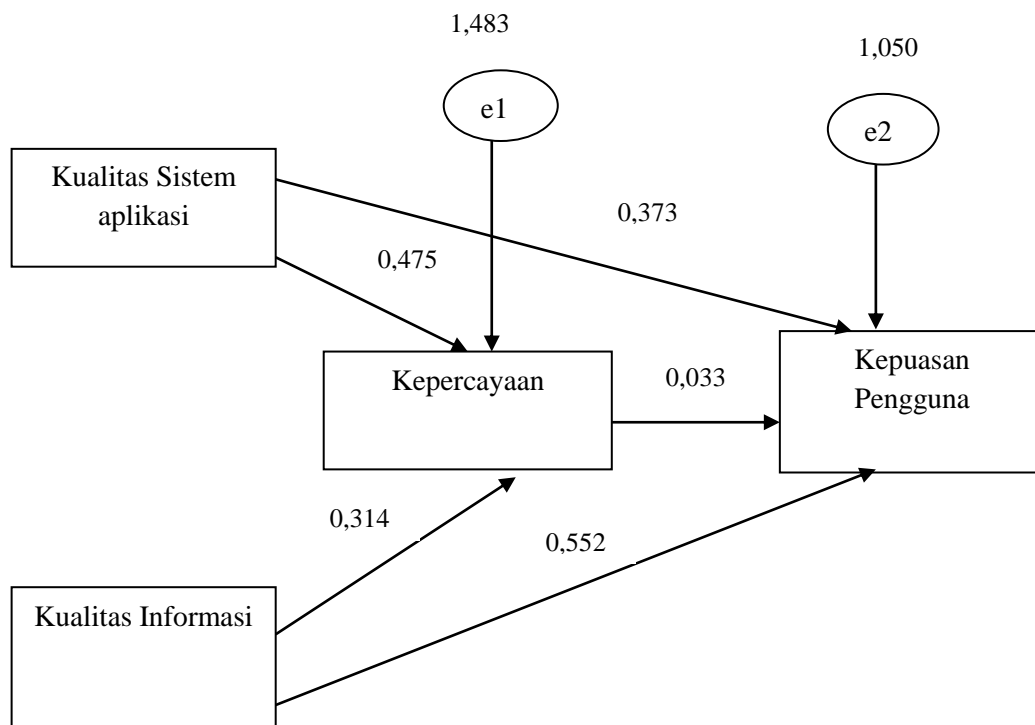 1,483
1,050
e1
e2
Kualitas Sistem
aplikasi
0,373
0,475
Kepercayaan
0,033
Kepuasan
Pengguna
0,314
0,552
Kualitas Informasi